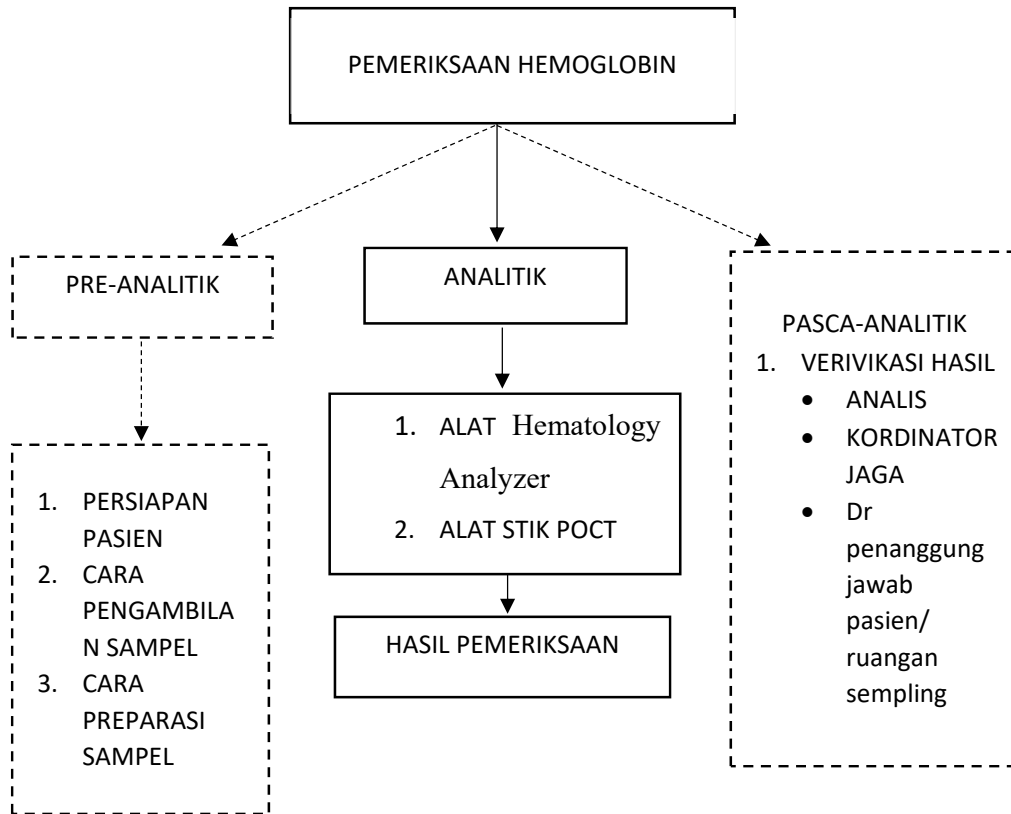 PEMERIKSAAN HEMOGLOBIN
PRE-ANALITIK
1. PERSIAPAN
PASIEN
2. CARA
PENGAMBILA
N SAMPEL
3. CARA
PREPARASI
SAMPEL
ANALITIK
1. ALAT Hematology
Analyzer
2. ALAT STIK POCT
HASIL PEMERIKSAAN
PASCA-ANALITIK
1. VERIVIKASI HASIL
• ANALIS
• KORDINATOR
JAGA
• Dr
penanggung
jawab
pasien/
ruangan
sempling